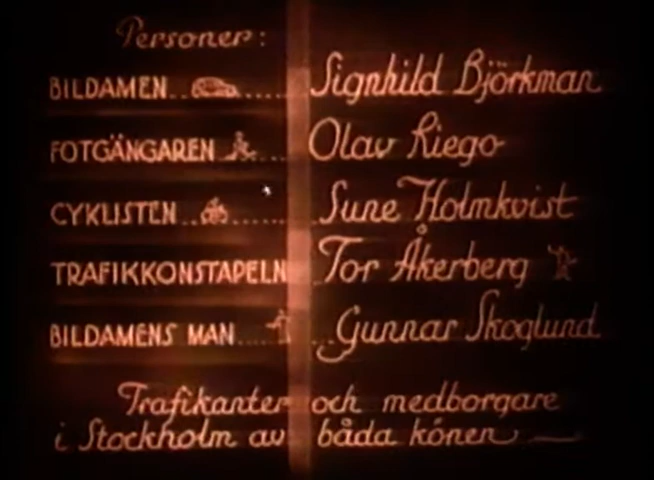 Personer:
BILDAMEN.......... Signhild Björkman
FOTGÄNGAREN.... Olav Riego
CYKLISTEN.......... Sune Holmkvist
TRAFIKKONSTAPELN.. Tor Åkerberg
BILDAMENS MAN........ Gunnar Skoglund
Trafikanter och medborgare
i Stockholm av båda könen